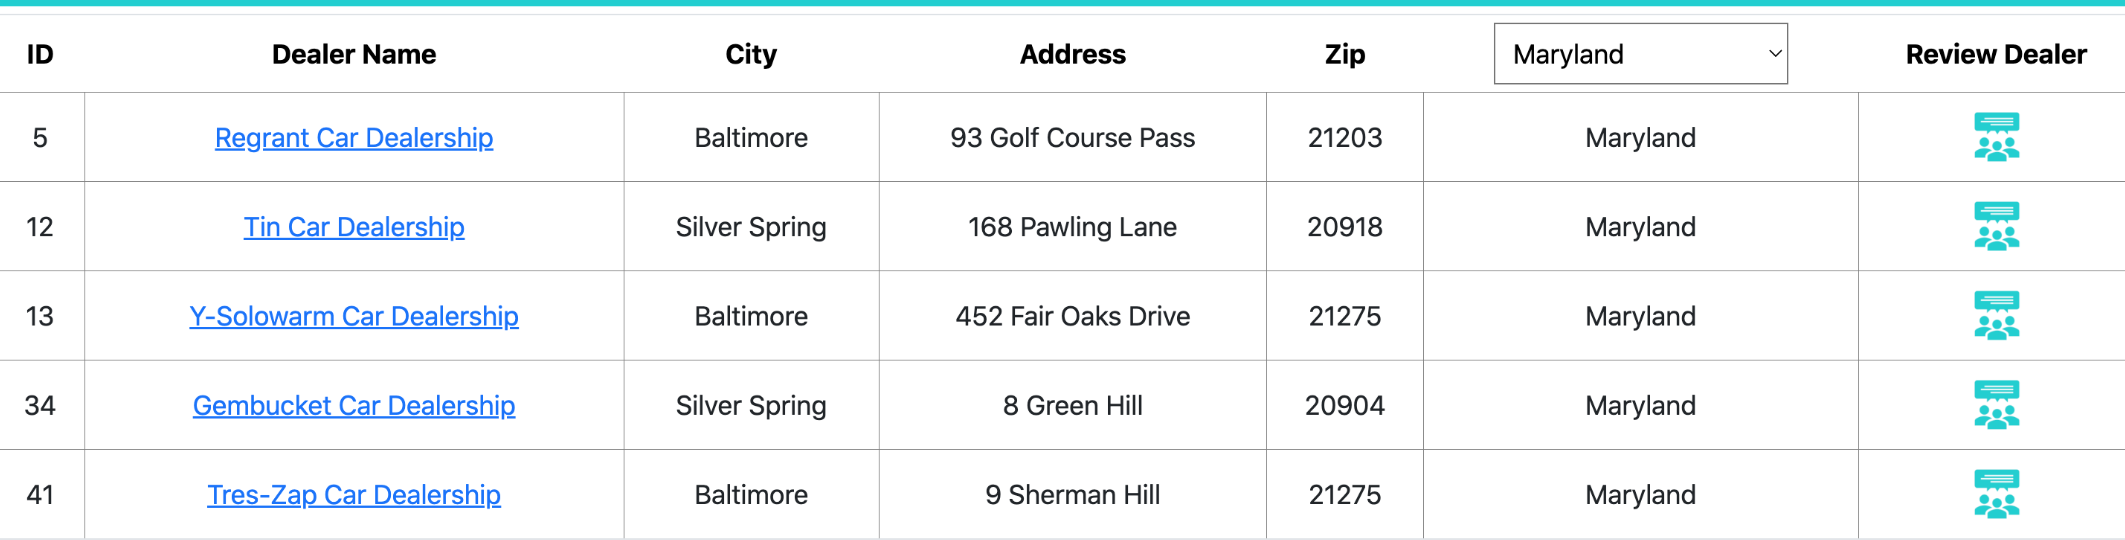 ID Dealer Name City Address Zip Maryland Review Dealer
5 Regrant Car Dealership Baltimore 93 Golf Course Pass 21203 Maryland
12 Tin Car Dealership Silver Spring 168 Pawling Lane 20918 Maryland
13 Y-Solowarm Car Dealership Baltimore 452 Fair Oaks Drive 21275 Maryland
34 Gembucket Car Dealership Silver Spring 8 Green Hill 20904 Maryland
41 Tres-Zap Car Dealership Baltimore 9 Sherman Hill 21275 Maryland